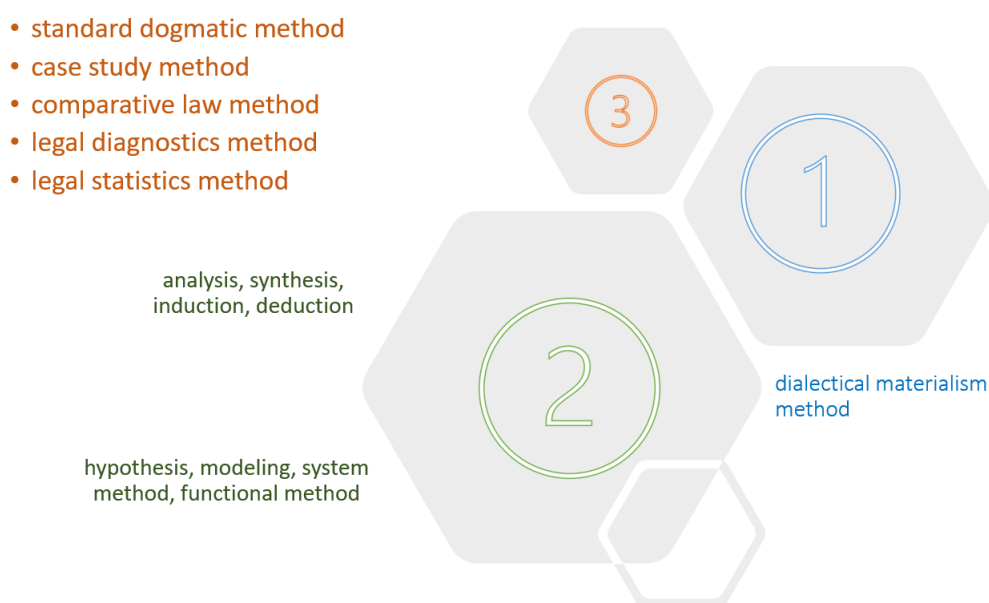 • standard dogmatic method
• case study method
• comparative law method
• legal diagnostics method
• legal statistics method
3
1
analysis, synthesis,
induction, deduction
2
dialectical materialism
method
hypothesis, modeling, system
method, functional method